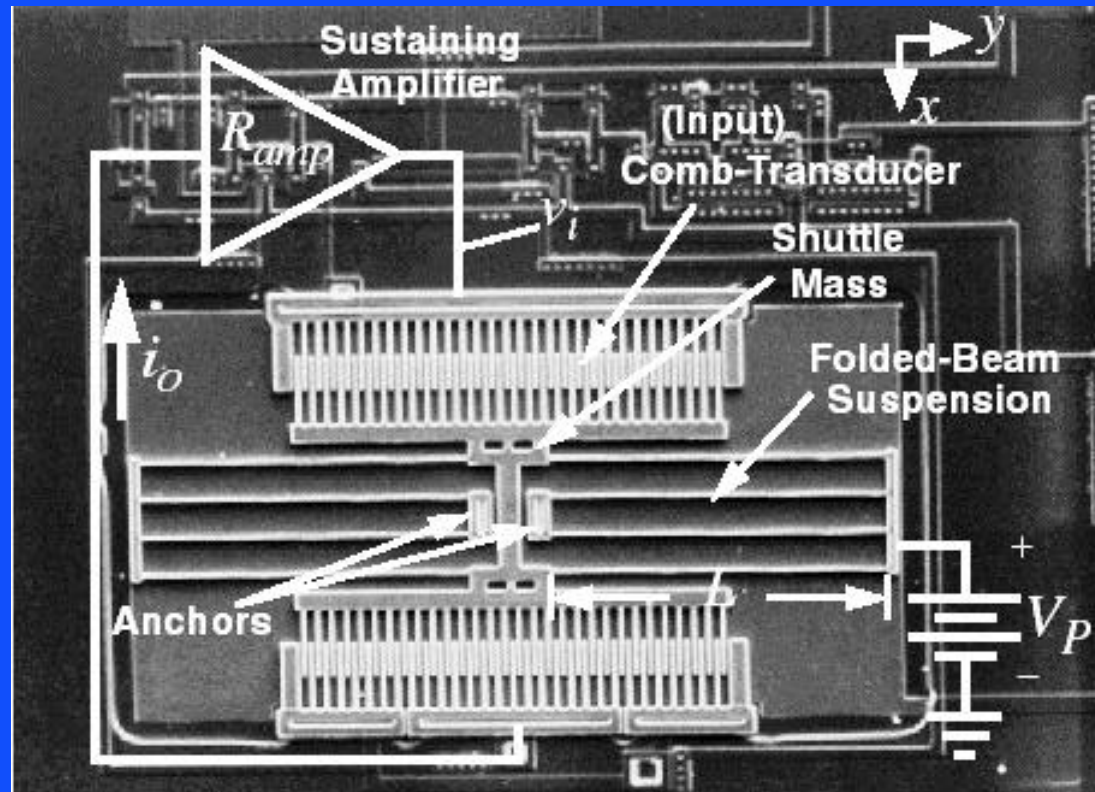 Sustaining
Amplifier
y
x
R_amp
(Input)
Comb-Transducer
v_i
Shuttle
Mass
i_o
Folded-Beam
Suspension
Anchors
+
V_P
−